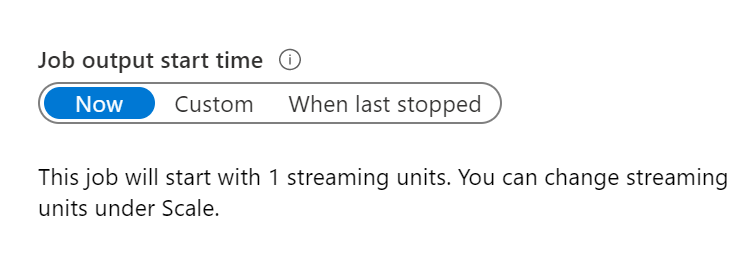 Job output start time
Now Custom When last stopped
This job will start with 1 streaming units. You can change streaming
units under Scale.